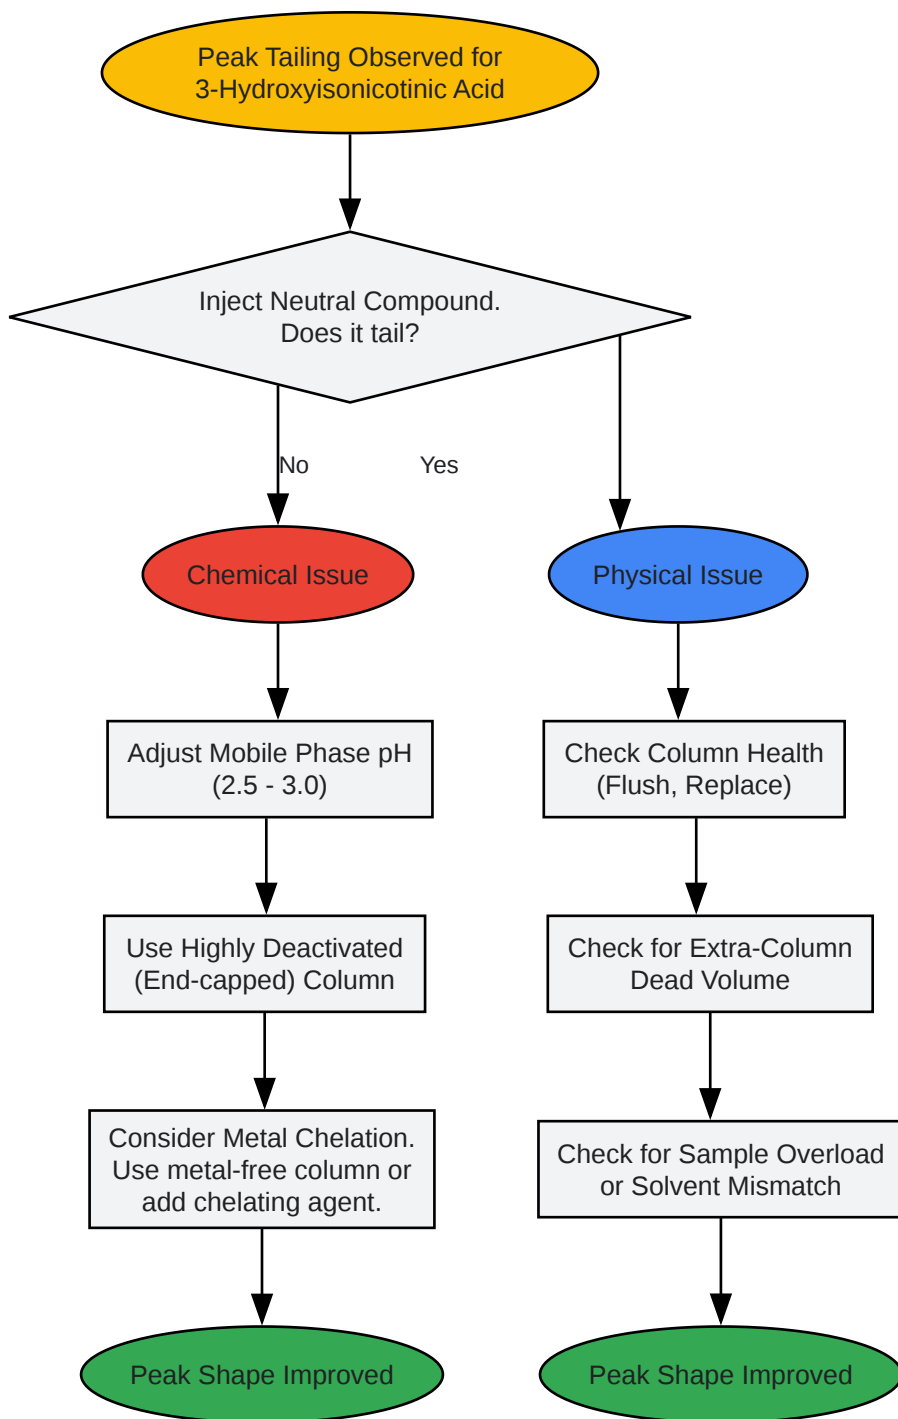 Peak Tailing Observed for
3-Hydroxyisonicotinic Acid
Inject Neutral Compound.
Does it tail?
No
Yes
Chemical Issue
Physical Issue
Adjust Mobile Phase pH
(2.5 - 3.0)
Check Column Health
(Flush, Replace)
Use Highly Deactivated
(End-capped) Column
Check for Extra-Column
Dead Volume
Consider Metal Chelation.
Use metal-free column or
add chelating agent.
Check for Sample Overload
or Solvent Mismatch
Peak Shape Improved
Peak Shape Improved